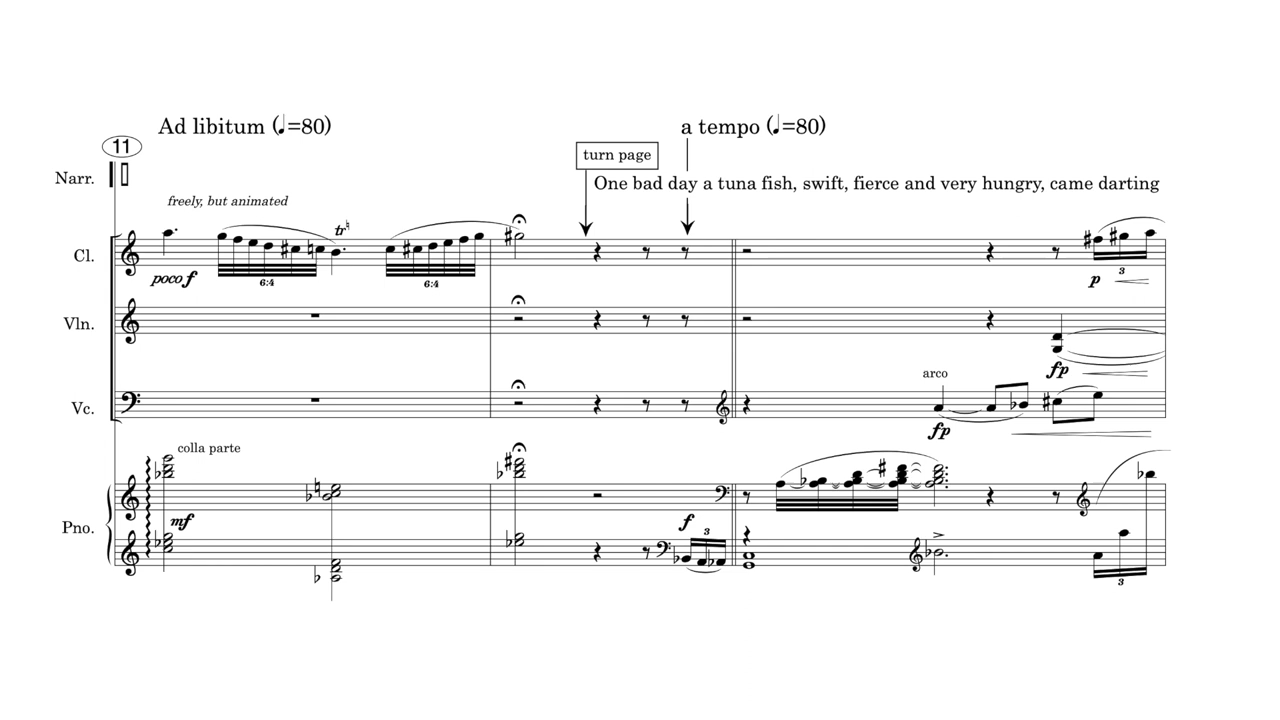 Ad libitum (♩=80)
a tempo (♩=80)
11
turn page
Narr.
One bad day a tuna fish, swift, fierce and very hungry, came darting
freely, but animated
tr♮
Cl.
poco f
6:4
6:4
p
3
Vln.
fp
arco
Vc.
fp
colla parte
mf
f
Pno.
3
3